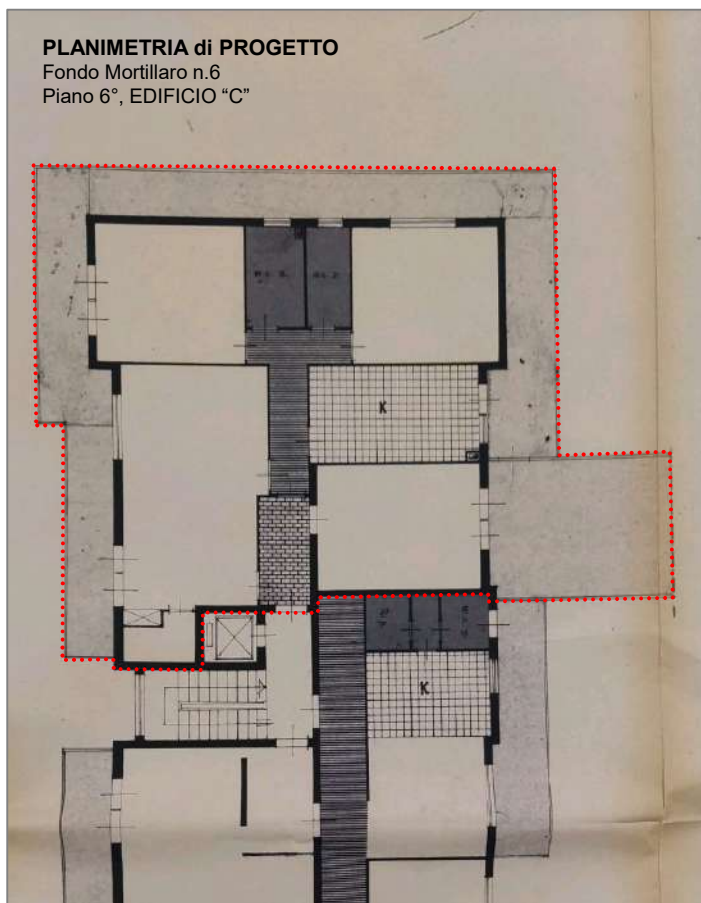 PLANIMETRIA di PROGETTO
Fondo Mortillaro n.6
Piano 6°, EDIFICIO “C”
K
K